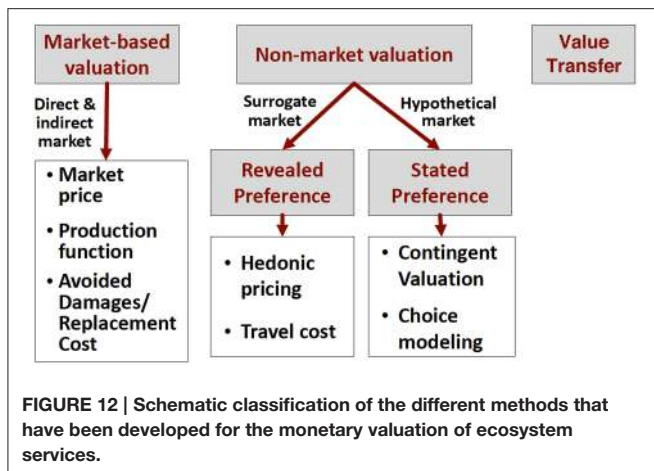 Market-based
valuation
Non-market valuation
Value
Transfer
Direct &
indirect
market
Surrogate
market
Hypothetical
market
• Market
price
• Production
function
• Avoided
Damages/
Replacement
Cost
Revealed
Preference
Stated
Preference
• Hedonic
pricing
• Travel cost
• Contingent
Valuation
• Choice
modeling
FIGURE 12 | Schematic classification of the different methods that
have been developed for the monetary valuation of ecosystem
services.